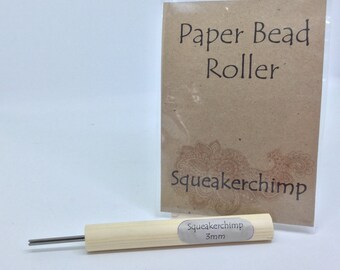 Paper Bead
Roller
Squeakerchimp
Squeakerchimp
3mm